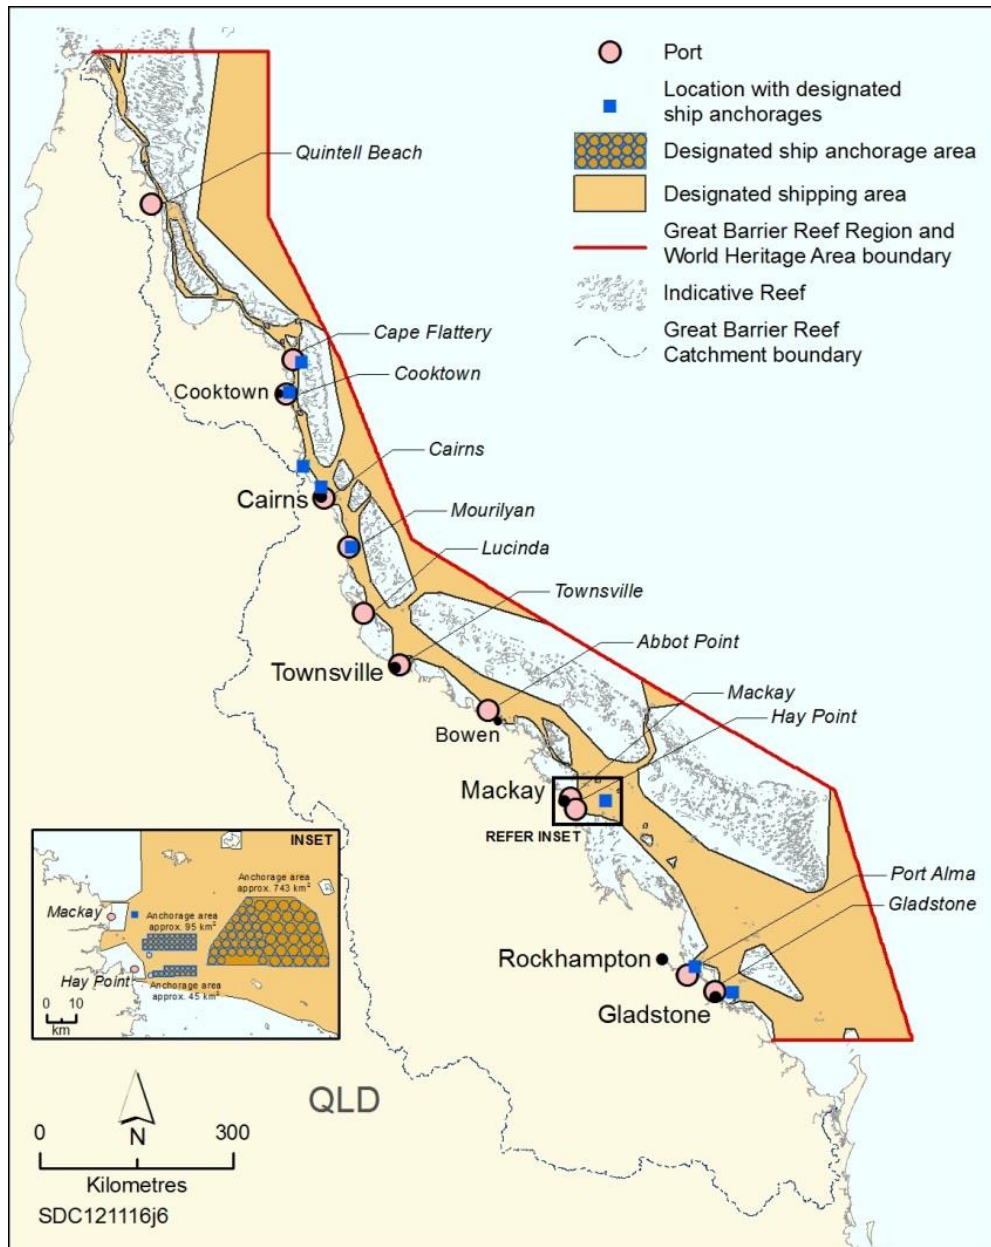 Port
Location with designated
ship anchorages
Designated ship anchorage area
Designated shipping area
Great Barrier Reef Region and
World Heritage Area boundary
Indicative Reef
Great Barrier Reef
Catchment boundary
Quintell Beach
Cape Flattery
Cooktown
Cooktown
Cairns
Cairns
Mourilyan
Lucinda
Townsville
Townsville
Abbot Point
Bowen
Mackay
Hay Point
Mackay
REFER INSET
Port Alma
Gladstone
Rockhampton
Gladstone
INSET
Anchorage area
approx. 743 km²
Mackay
Anchorage area
approx. 95 km²
Hay Point
Anchorage area
approx. 45 km²
0 10
km
QLD
0 300
N
Kilometres
SDC121116j6